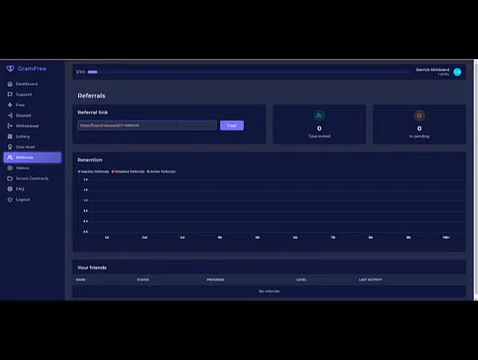 GramFree
Dashboard
Support
Free
Deposit
Withdrawal
Lottery
User level
Referrals
Videos
Smart Contracts
FAQ
Logout
Derrick Strickland
Referrals
Referral link
Copy
0
Total invited
0
In pending
Retention
Inactive Referrals Retained Referrals Active Referrals
Your friends
NAME STATUS PROGRESS LEVEL LAST ACTIVITY
No referrals